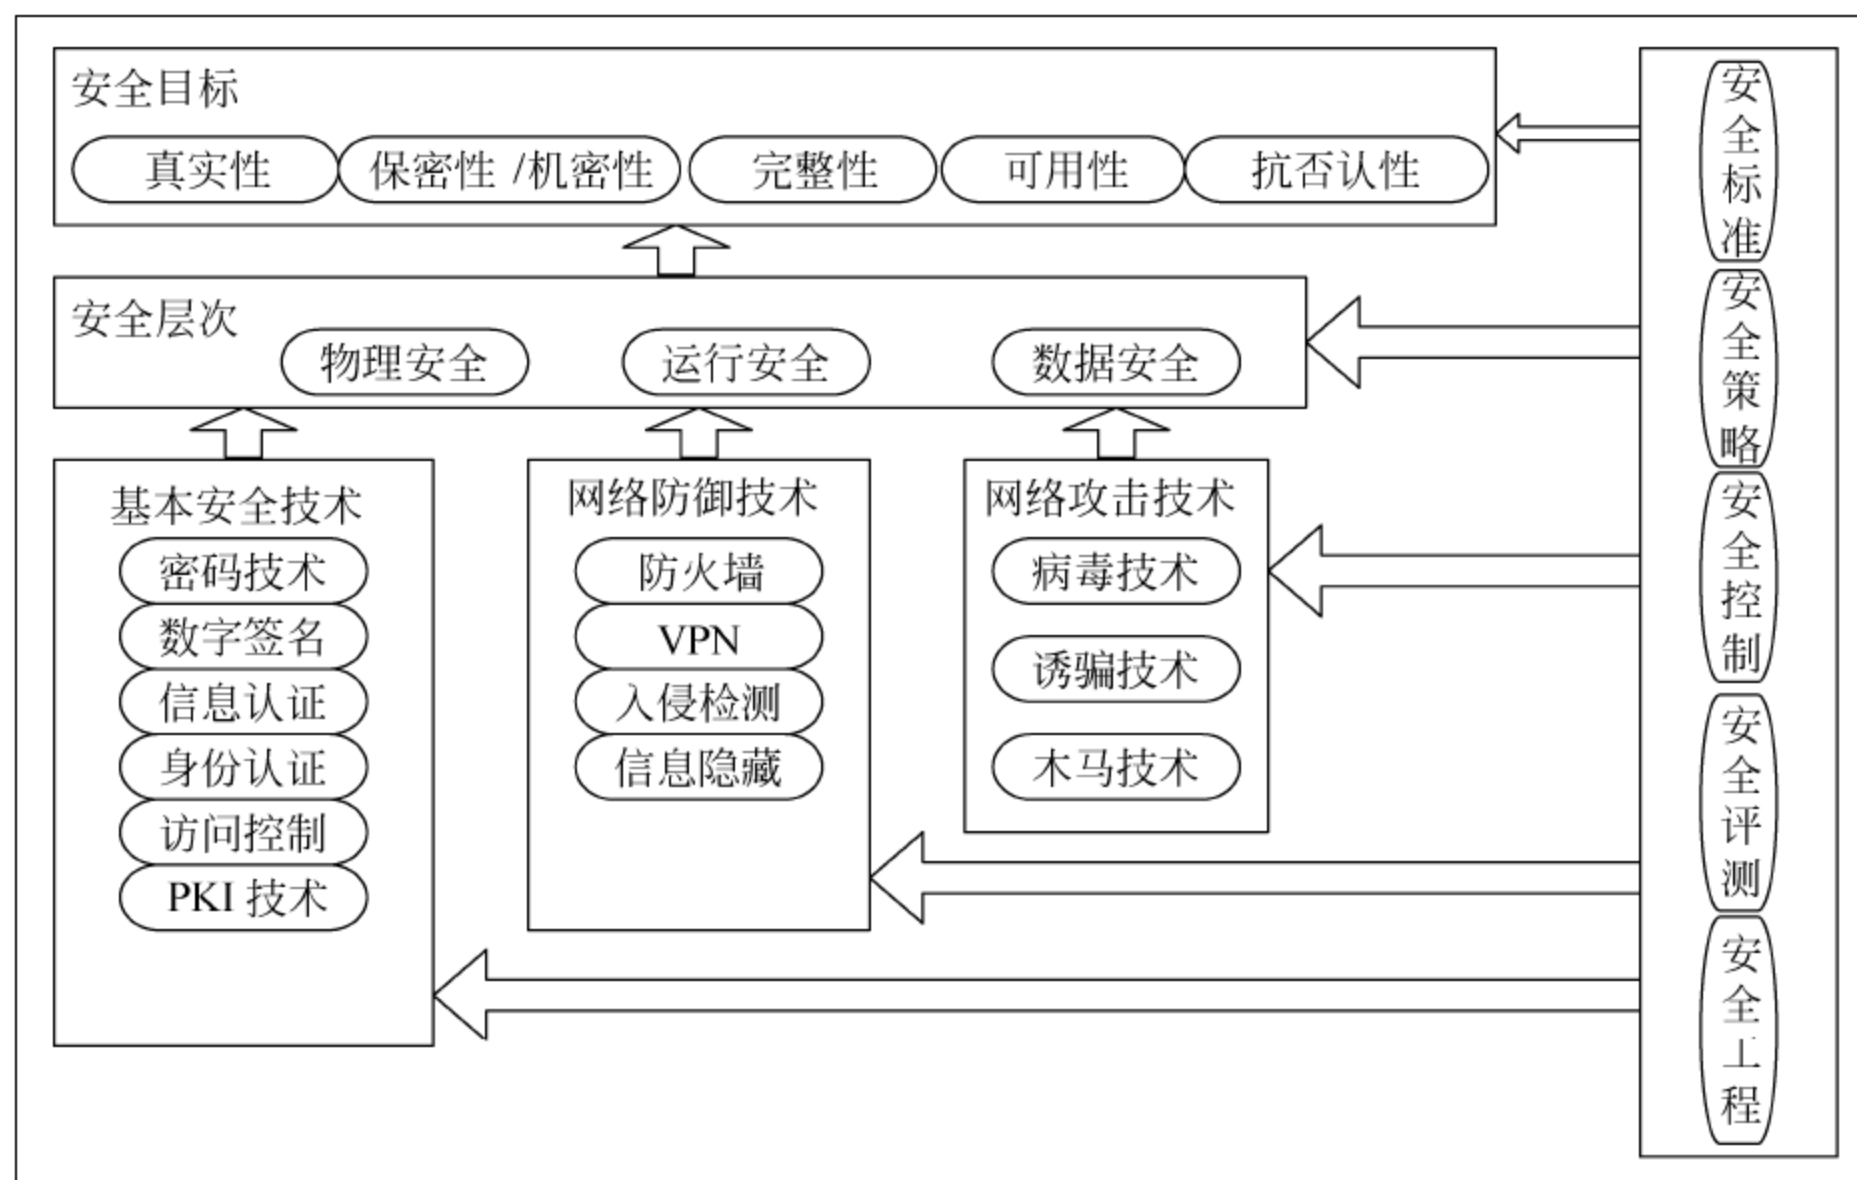 安全目标
真实性
保密性 /机密性
完整性
可用性
抗否认性
安全层次
物理安全
运行安全
数据安全
基本安全技术
密码技术
数字签名
信息认证
身份认证
访问控制
PKI 技术
网络防御技术
防火墙
VPN
入侵检测
信息隐藏
网络攻击技术
病毒技术
诱骗技术
木马技术
安全标准
安全策略
安全控制
安全评测
安全工程